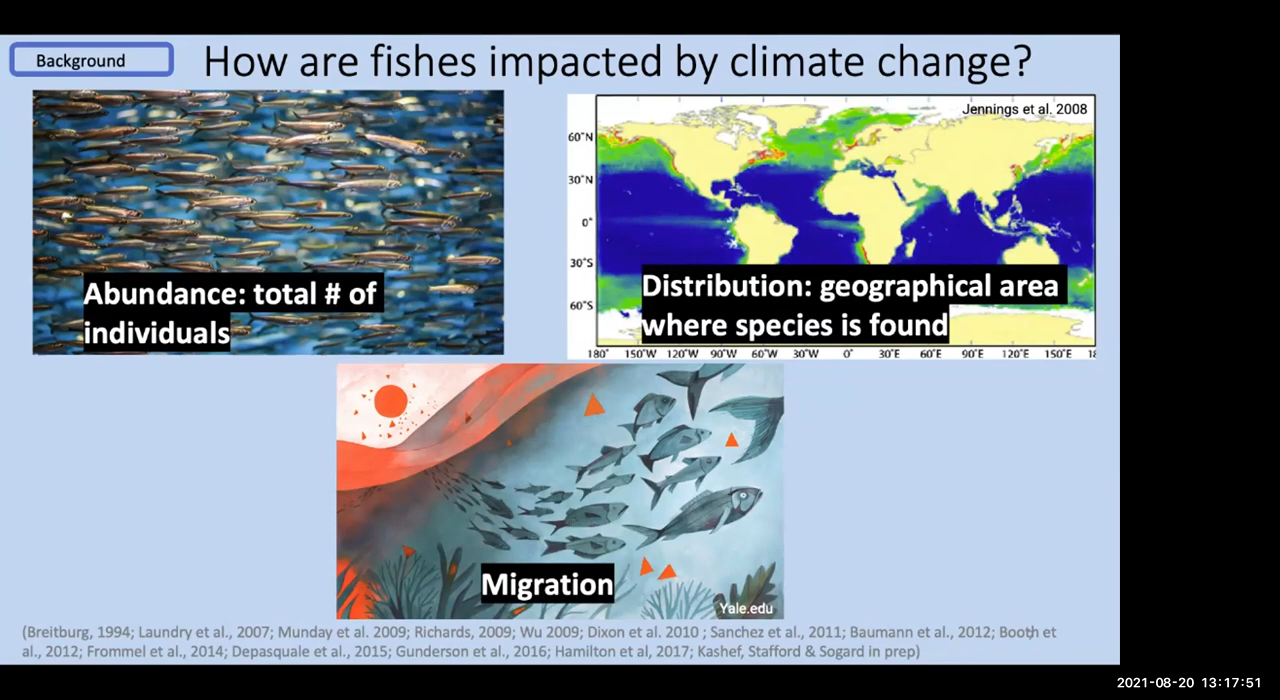 Background
How are fishes impacted by climate change?
Jennings et al. 2008
60°N
30°N
0°
30°S
60°S
180° 150°W 120°W 90°W 60°W 30°W 0° 30°E 60°E 90°E 120°E 150°E 18
Abundance: total # of
individuals
Distribution: geographical area
where species is found
Migration
Yale.edu
(Breitburg, 1994; Laundry et al., 2007; Munday et al. 2009; Richards, 2009; Wu 2009; Dixon et al. 2010 ; Sanchez et al., 2011; Baumann et al., 2012; Booth et
al., 2012; Frommel et al., 2014; Depasquale et al., 2015; Gunderson et al., 2016; Hamilton et al, 2017; Kashef, Stafford & Sogard in prep)
2021-08-20 13:17:51